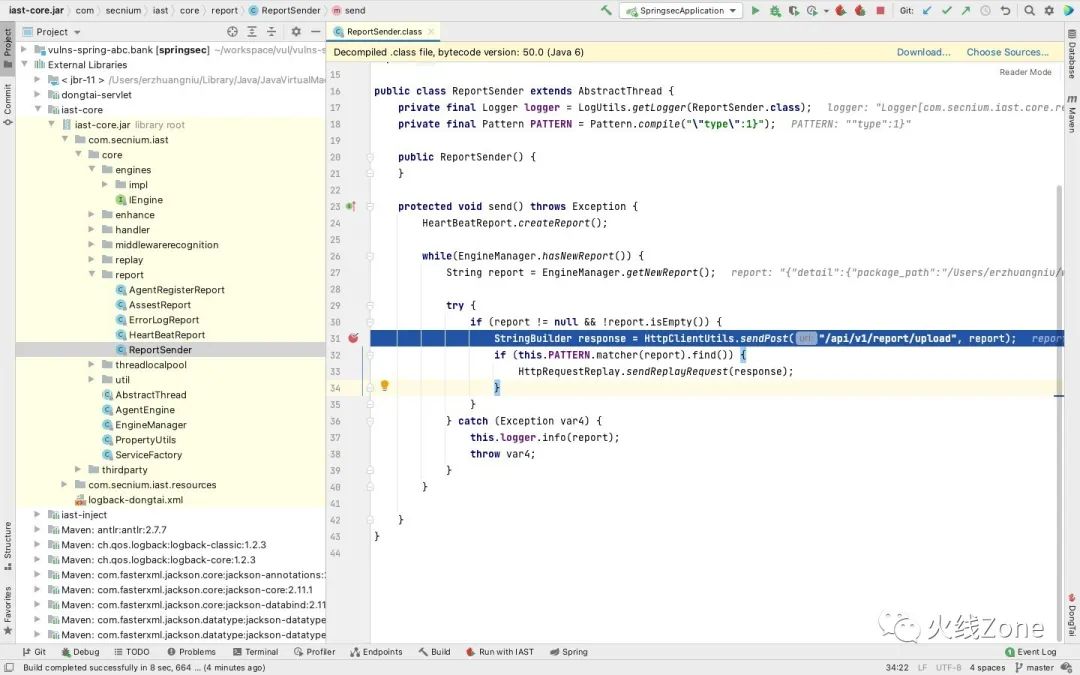 iast-core.jar › com › secnium › iast › core › report › ReportSender › send
SpringsecApplication
Git:
Project
ReportSender.class
vulns-spring-abc.bank [springsec] ~/workspace/vul/vulns-s
External Libraries
< jbr-11 > /Users/erzhuangniu/Library/Java/JavaVirtualMac
dongtai-servlet
iast-core
iast-core.jar library root
com.secnium.iast
core
engines
impl
IEngine
enhance
handler
middlewarerecognition
replay
report
AgentRegisterReport
AssestReport
ErrorLogReport
HeartBeatReport
ReportSender
threadlocalpool
util
AbstractThread
AgentEngine
EngineManager
PropertyUtils
ServiceFactory
thirdparty
com.secnium.iast.resources
logback-dongtai.xml
iast-inject
Maven: antlr:antlr:2.7.7
Maven: ch.qos.logback:logback-classic:1.2.3
Maven: ch.qos.logback:logback-core:1.2.3
Maven: com.fasterxml.jackson.core:jackson-annotations:
Maven: com.fasterxml.jackson.core:jackson-core:2.11.1
Maven: com.fasterxml.jackson.core:jackson-databind:2.11
Maven: com.fasterxml.jackson.datatype:jackson-datatype
Maven: com.fasterxml.jackson.datatype:jackson-datatype
Decompiled .class file, bytecode version: 50.0 (Java 6)
Download...
Choose Sources...
Reader Mode
15
16 public class ReportSender extends AbstractThread {
17 private final Logger logger = LogUtils.getLogger(ReportSender.class); logger: "Logger[com.secnium.iast.core.re
18 private final Pattern PATTERN = Pattern.compile("\"type\":1}"); PATTERN: ""type":1}"
19
20 public ReportSender() {
21 }
22
23 protected void send() throws Exception {
24 HeartBeatReport.createReport();
25
26 while(EngineManager.hasNewReport()) {
27 String report = EngineManager.getNewReport(); report: "{"detail":{"package_path":"/Users/erzhuangniu/w
28
29 try {
30 if (report != null && !report.isEmpty()) {
31 StringBuilder response = HttpClientUtils.sendPost( uri: "/api/v1/report/upload", report); report
32 if (this.PATTERN.matcher(report).find()) {
33 HttpRequestReplay.sendReplayRequest(response);
34 }
35 }
36 } catch (Exception var4) {
37 this.logger.info(report);
38 throw var4;
39 }
40 }
41
42 }
43 }
44
Project
Commit
Structure
Favorites
Database
Maven
DongTai
火线Zone
Git
Debug
TODO
Problems
Terminal
Profiler
Endpoints
Build
Run with IAST
Spring
Event Log
Build completed successfully in 8 sec, 664 ... (4 minutes ago)
34:22 LF UTF-8 4 spaces master